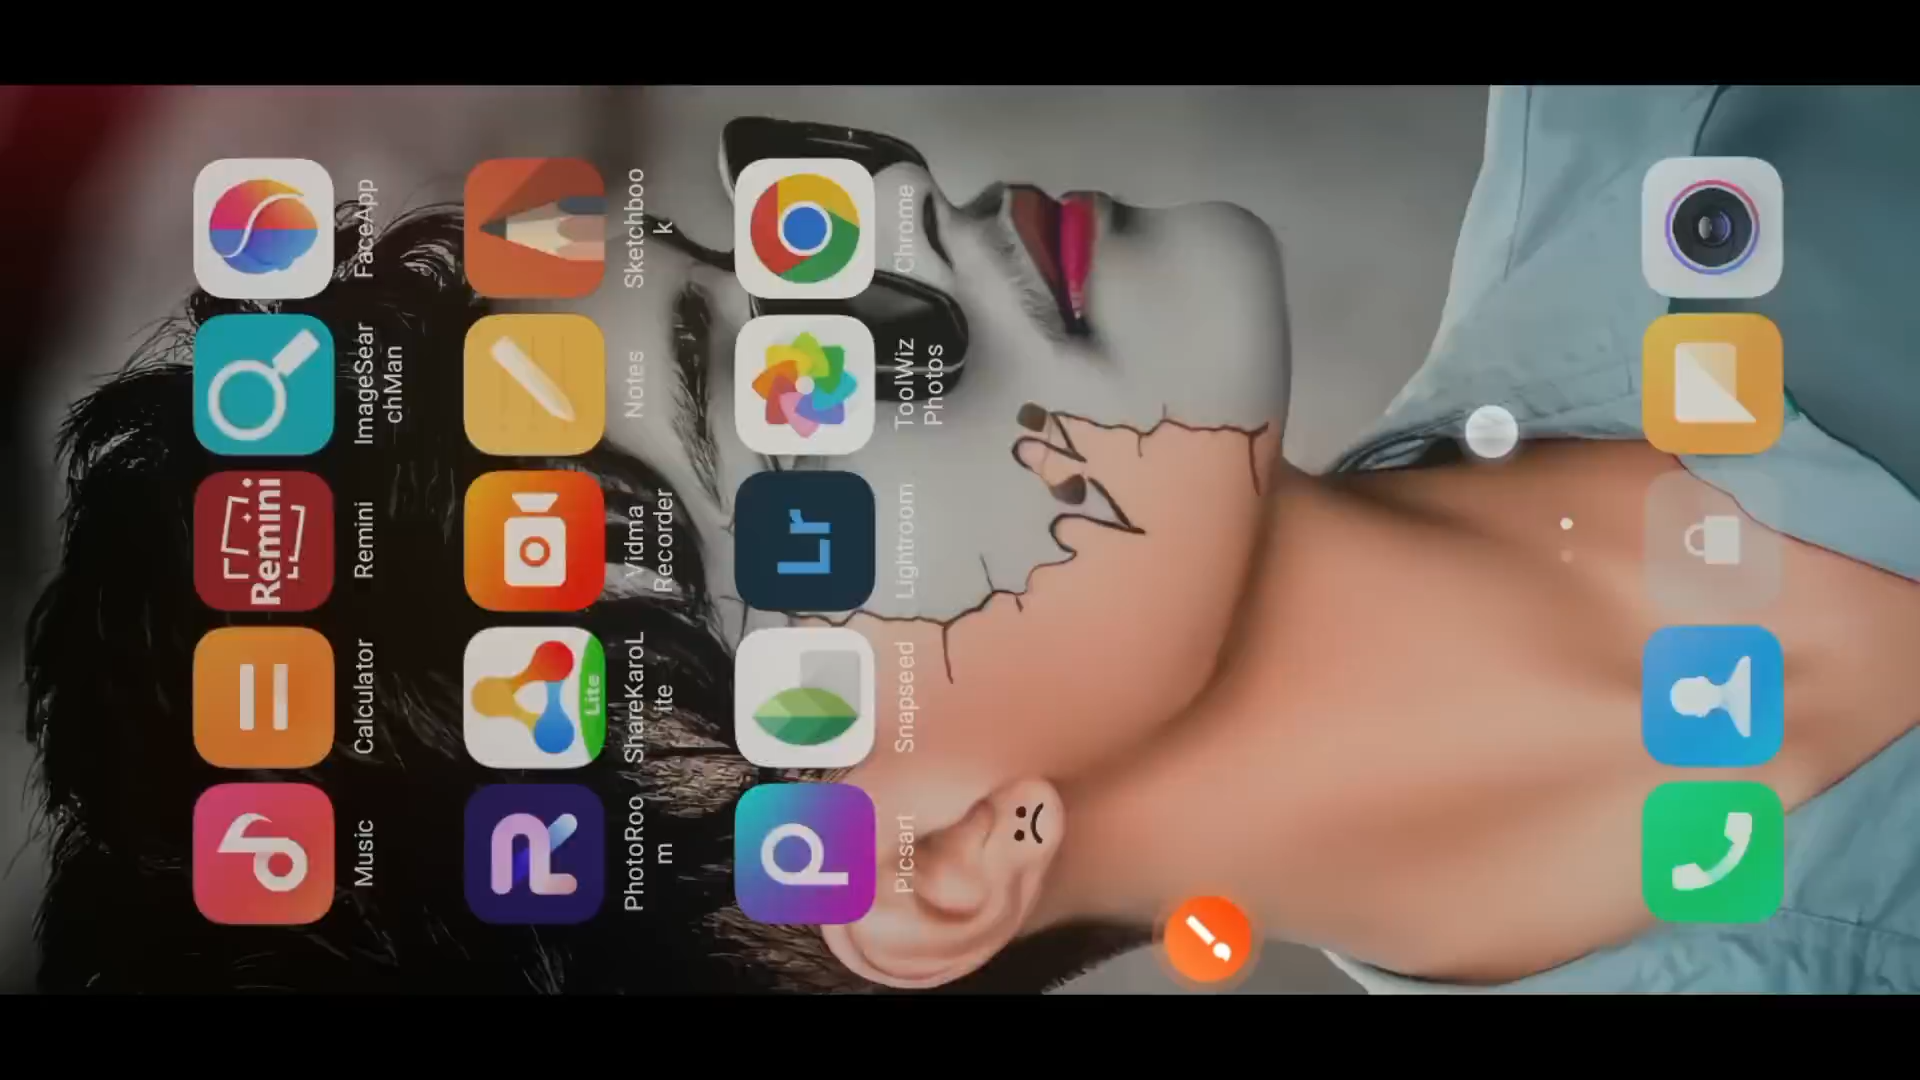 Music
Calculator
Remini
Remini
ImageSear
chMan
FaceApp
PhotoRoo
m
Lite
ShareKaroL
ite
Vidma
Recorder
Notes
Sketchboo
k
Picsart
Snapseed
Lr
Lightroom
ToolWiz
Photos
Chrome